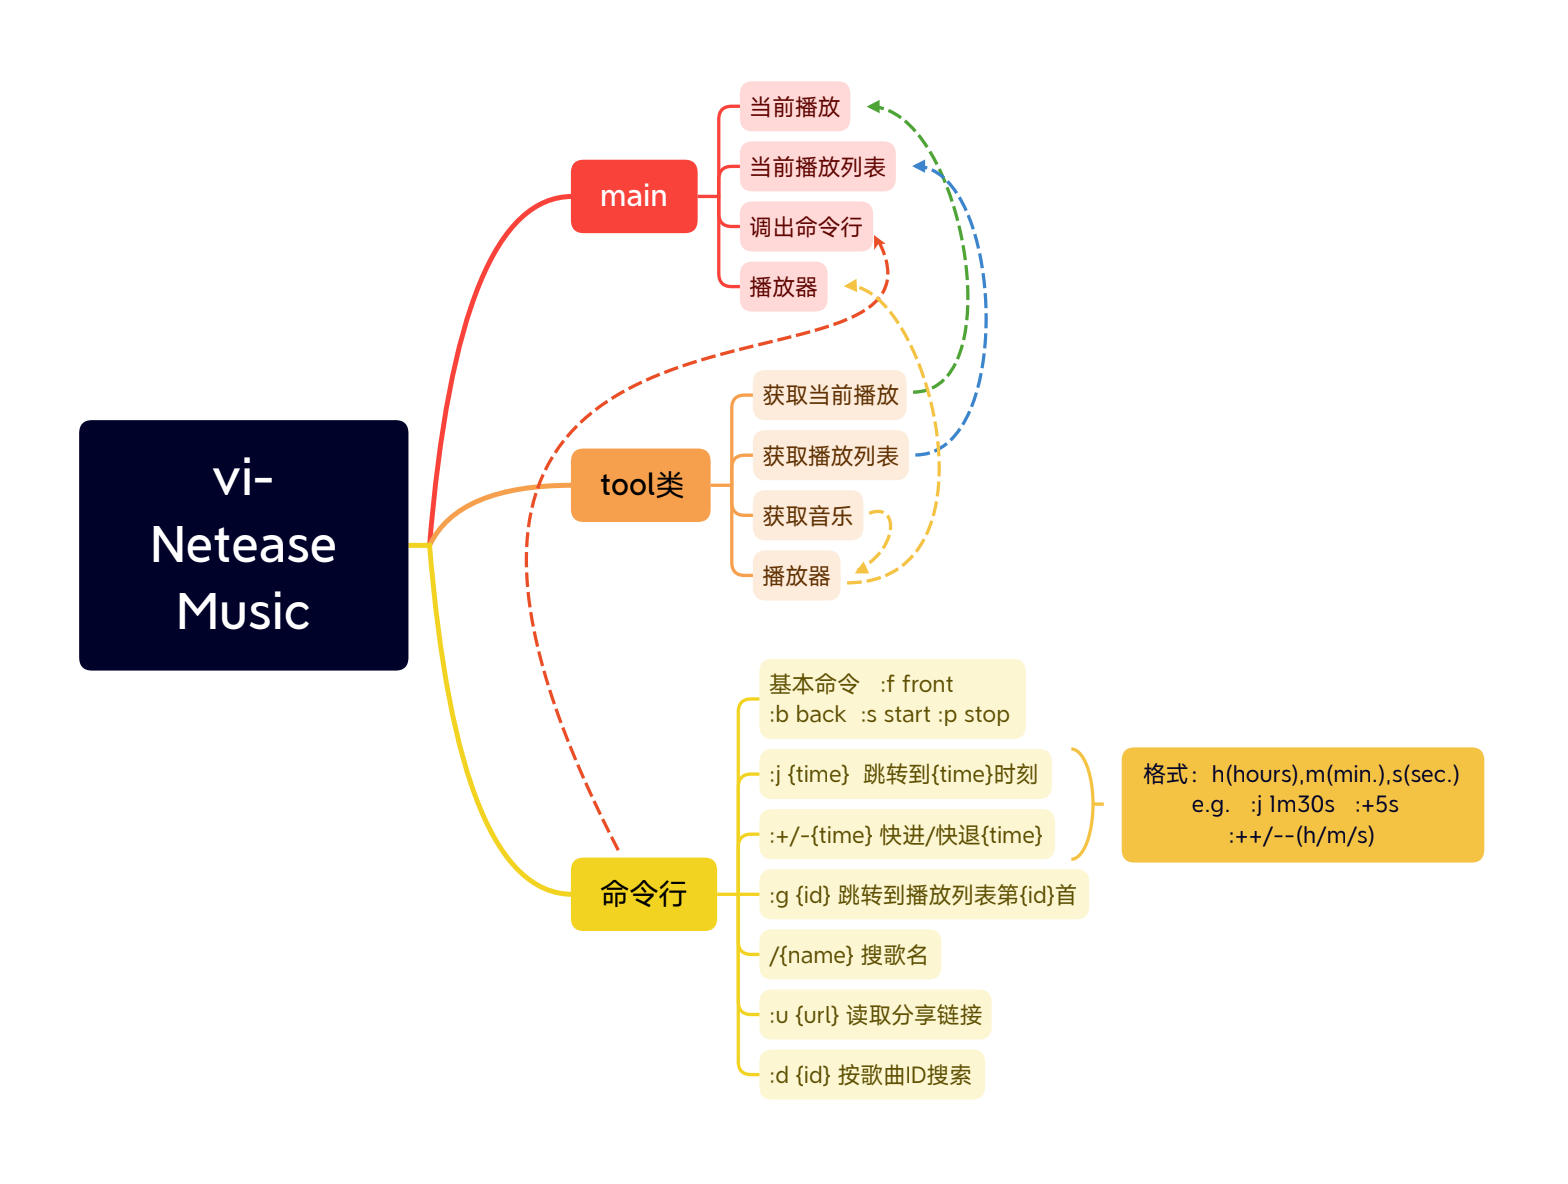 vi-
Netease
Music
main
当前播放
当前播放列表
调出命令行
播放器
tool类
获取当前播放
获取播放列表
获取音乐
播放器
命令行
基本命令   :f front
:b back  :s start :p stop
:j {time}  跳转到{time}时刻
:+/-{time} 快进/快退{time}
格式：h(hours),m(min.),s(sec.)
e.g.   :j 1m30s   :+5s
:++/--(h/m/s)
:g {id} 跳转到播放列表第{id}首
/{name} 搜歌名
:u {url} 读取分享链接
:d {id} 按歌曲ID搜索